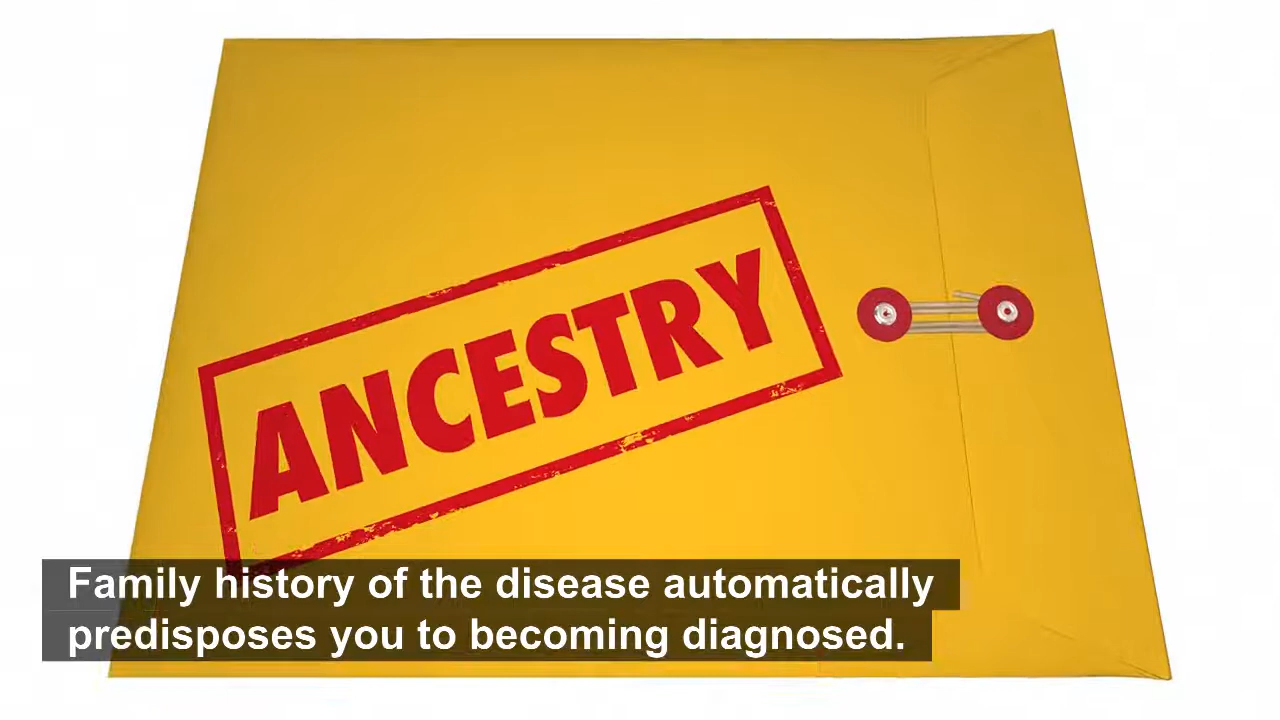 ANCESTRY
Family history of the disease automatically
predisposes you to becoming diagnosed.